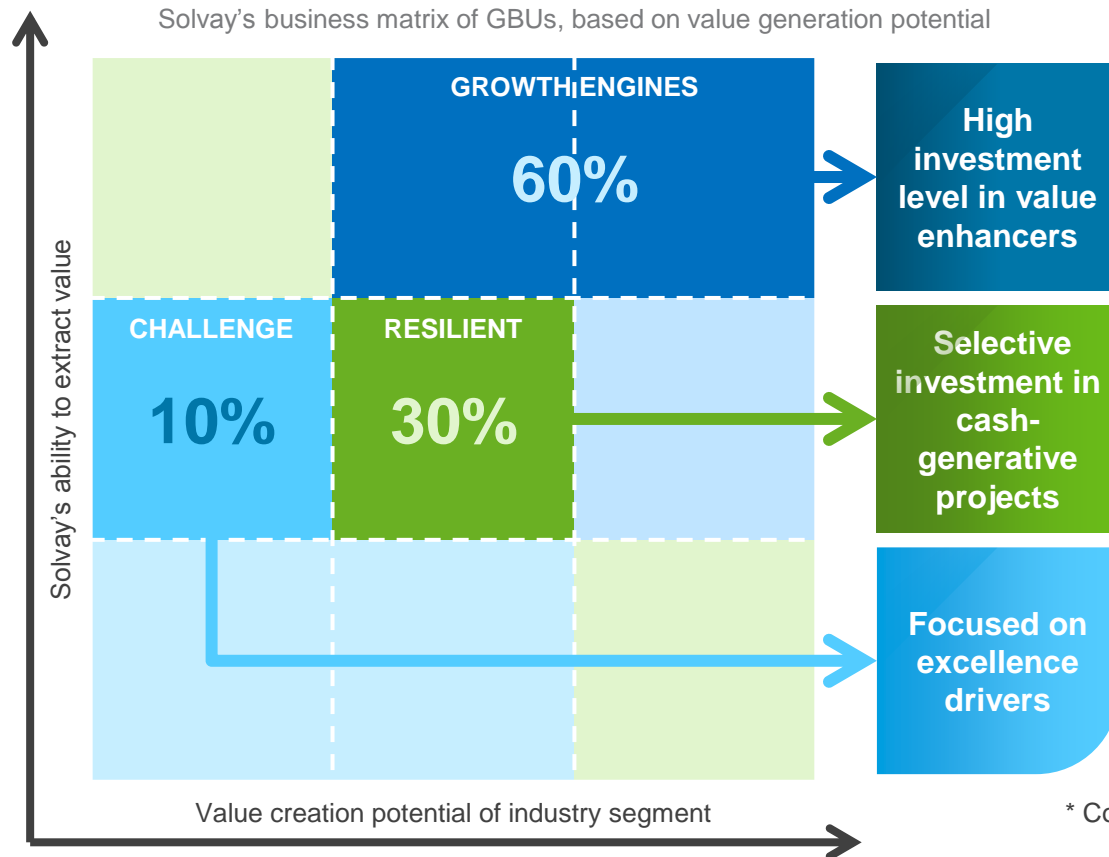 Solvay’s business matrix of GBUs, based on value generation potential
Solvay’s ability to extract value
GROWTH ENGINES
60%
High
investment
level in value
enhancers
CHALLENGE
10%
RESILIENT
30%
Selective
investment in
cash-
generative
projects
Focused on
excellence
drivers
Value creation potential of industry segment
*